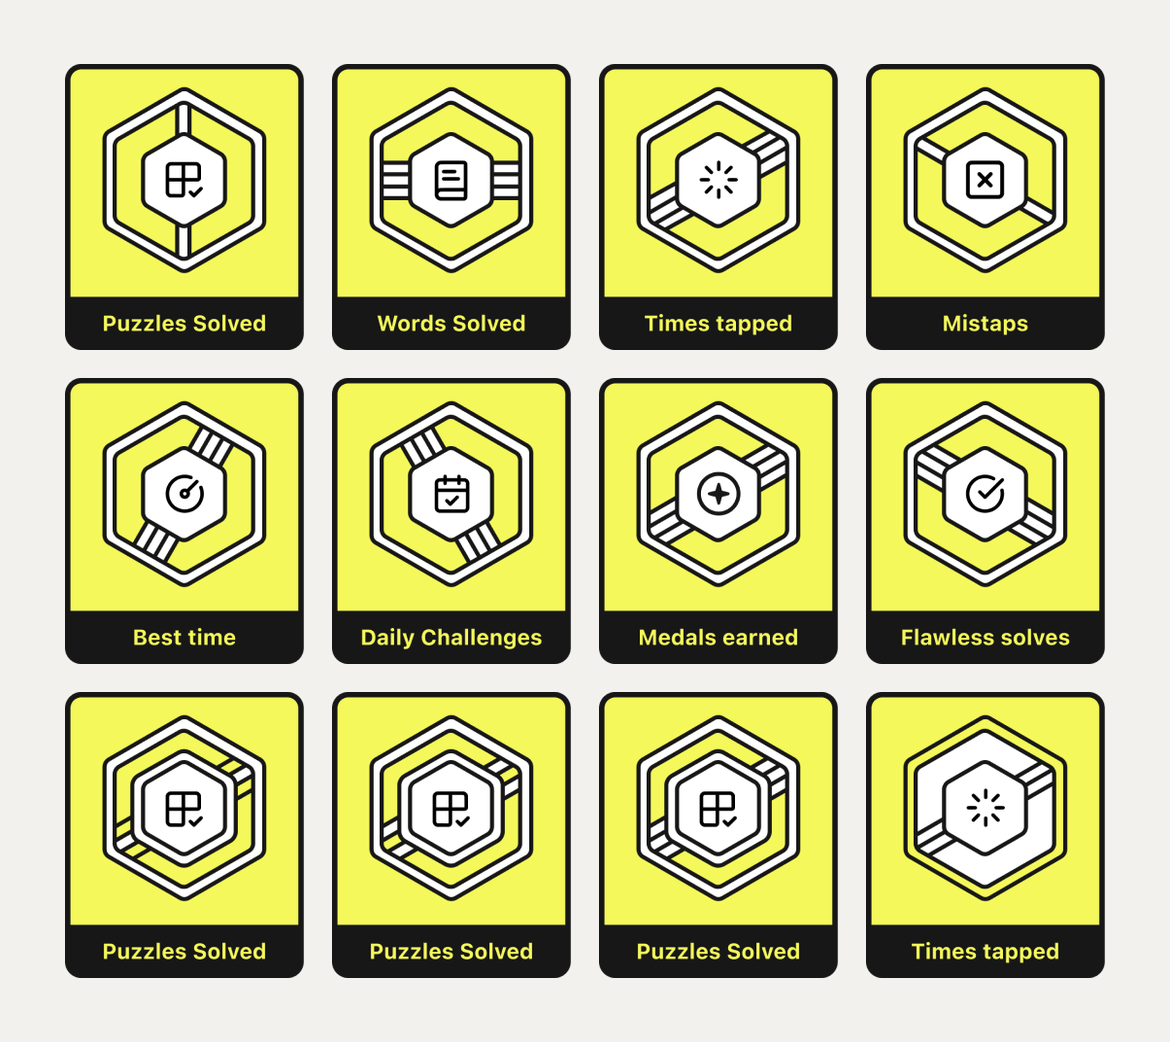 Puzzles Solved
Words Solved
Times tapped
Mistaps
Best time
Daily Challenges
Medals earned
Flawless solves
Puzzles Solved
Puzzles Solved
Puzzles Solved
Times tapped